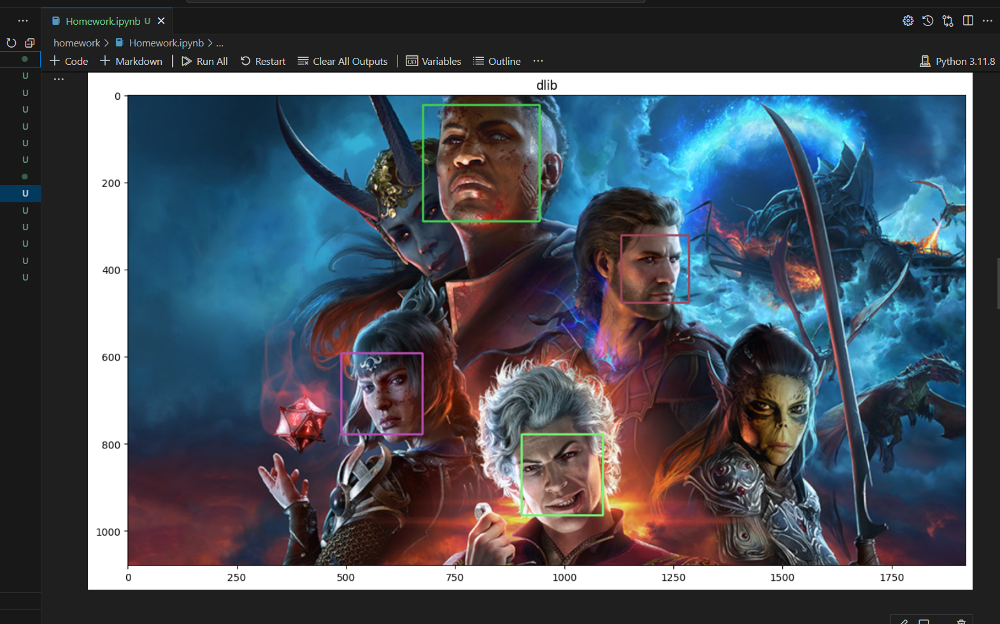 Homework.ipynb U
homework > Homework.ipynb > ...
+ Code + Markdown | Run All Restart Clear All Outputs | Variables Outline ... Python 3.11.8
...
U
U
U
U
U
U
U
U
U
U
U
U
dlib
0
200
400
600
800
1000
0 250 500 750 1000 1250 1500 1750